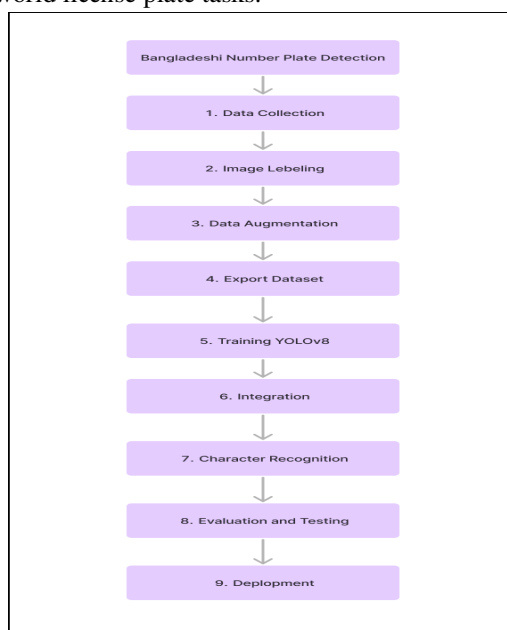 world license plate tasks.
Bangladeshi Number Plate Detection
1. Data Collection
2. Image Lebeling
3. Data Augmentation
4. Export Dataset
5. Training YOLOv8
6. Integration
7. Character Recognition
8. Evaluation and Testing
9. Deplopment